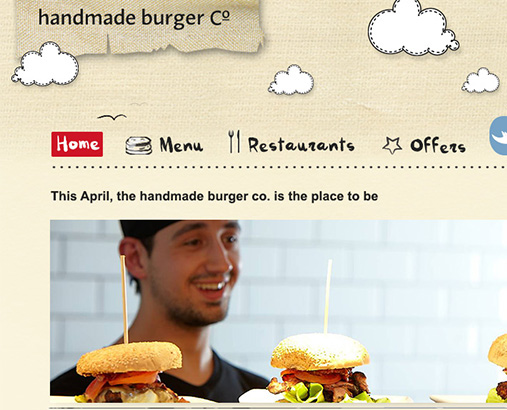 handmade burger Cº
Home Menu Restaurants Offers
This April, the handmade burger co. is the place to be